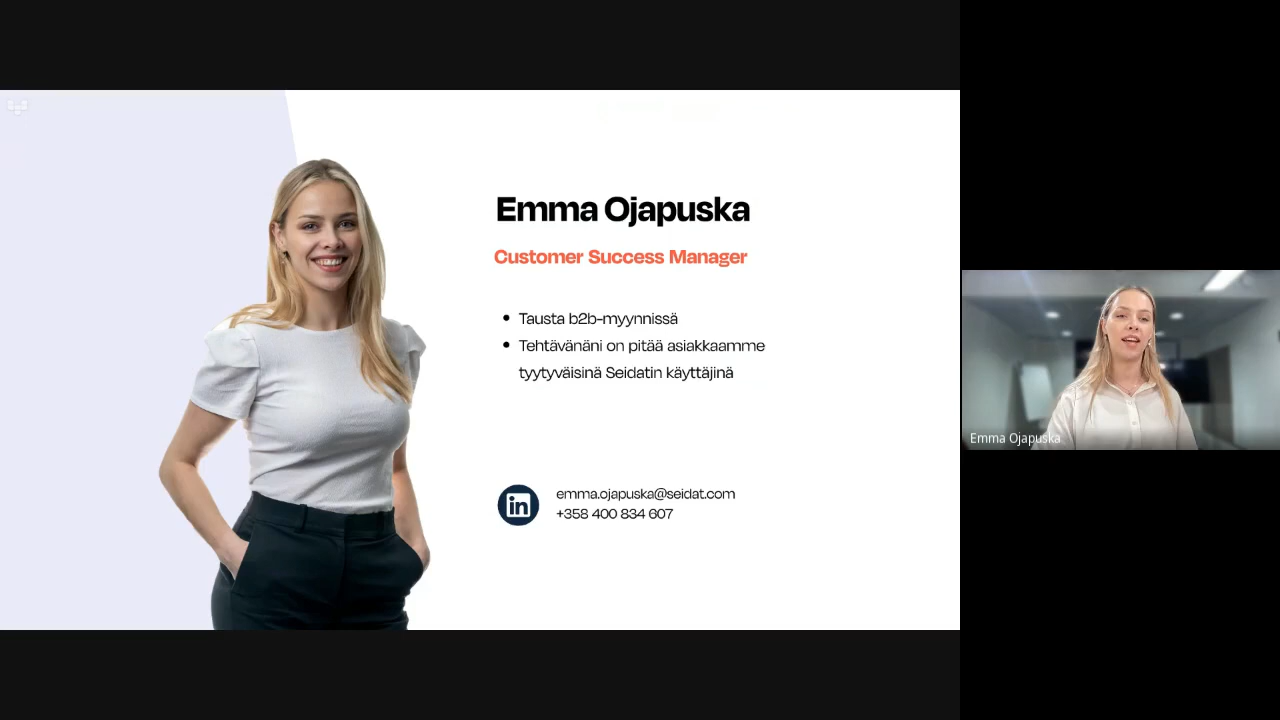 Emma Ojapuska
Customer Success Manager
• Tausta b2b-myynnissä
• Tehtävänäni on pitää asiakkaamme
tyytyväisinä Seidatin käyttäjinä
in
emma.ojapuska@seidat.com
+358 400 834 607
Emma Ojapuska